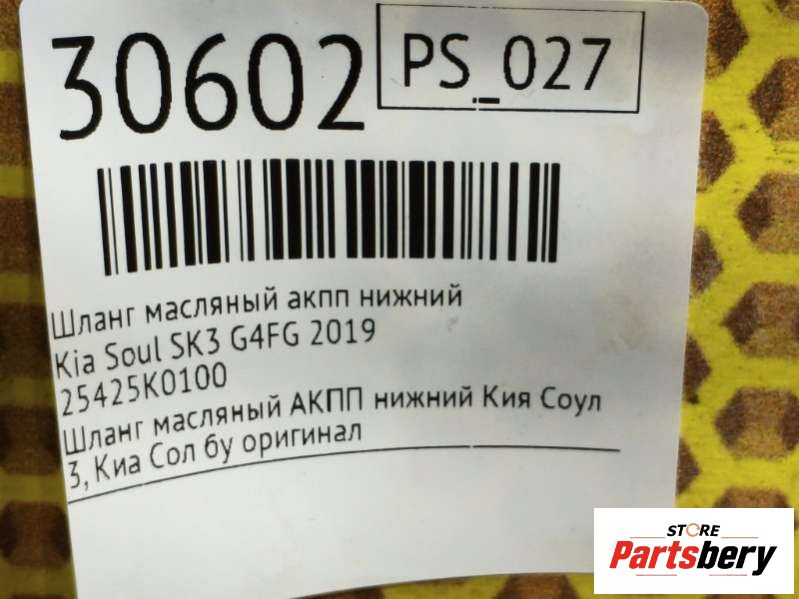 30602
PS_027
Шланг масляный акпп нижний
Kia Soul SK3 G4FG 2019
25425K0100
Шланг масляный АКПП нижний Кия Соул
3, Киа Сол бу оригинал
STORE
Partsbery